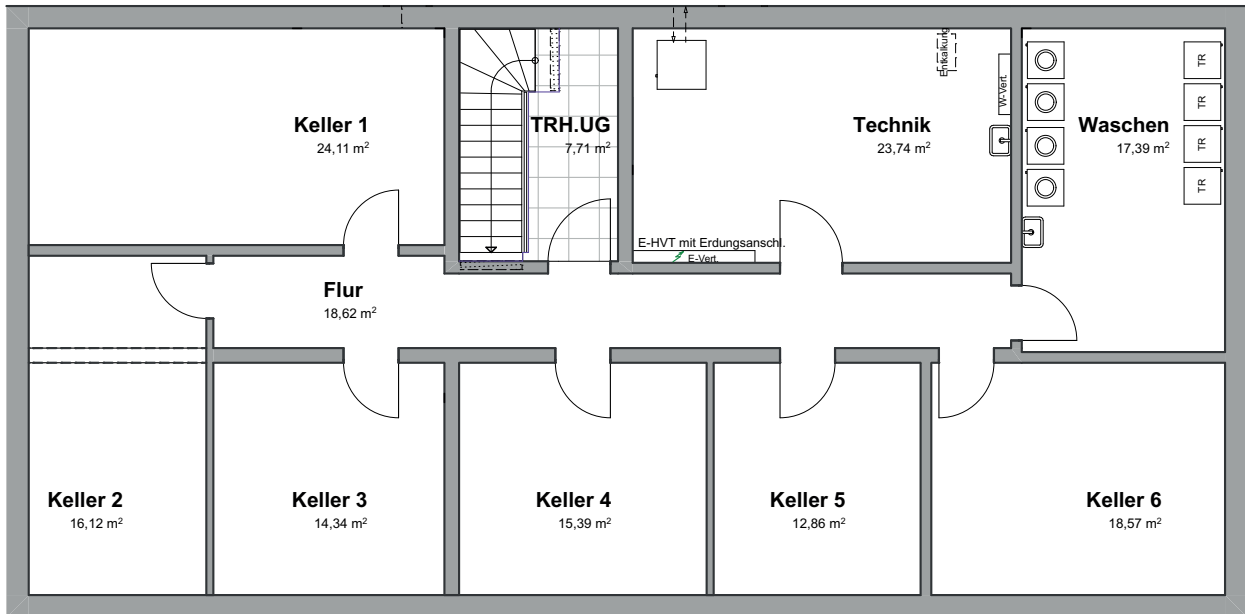 Keller 1
24,11 m²
TRH.UG
7,71 m²
Technik
23,74 m²
Entkalkung
W-Vert.
Waschen
17,39 m²
TR
TR
TR
TR
E-HVT mit Erdungsanschl.
E-Vert.
Flur
18,62 m²
Keller 2
16,12 m²
Keller 3
14,34 m²
Keller 4
15,39 m²
Keller 5
12,86 m²
Keller 6
18,57 m²